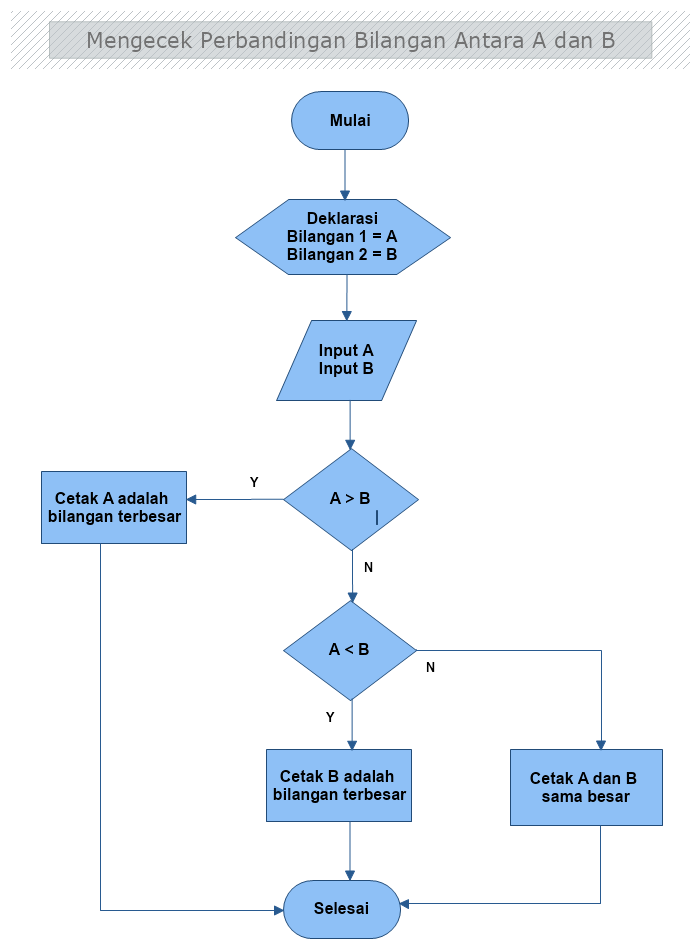 Mengecek Perbandingan Bilangan Antara A dan B
Mulai
Deklarasi
Bilangan 1 = A
Bilangan 2 = B
Input A
Input B
A > B
Y
Cetak A adalah
bilangan terbesar
N
A < B
N
Y
Cetak B adalah
bilangan terbesar
Cetak A dan B
sama besar
Selesai